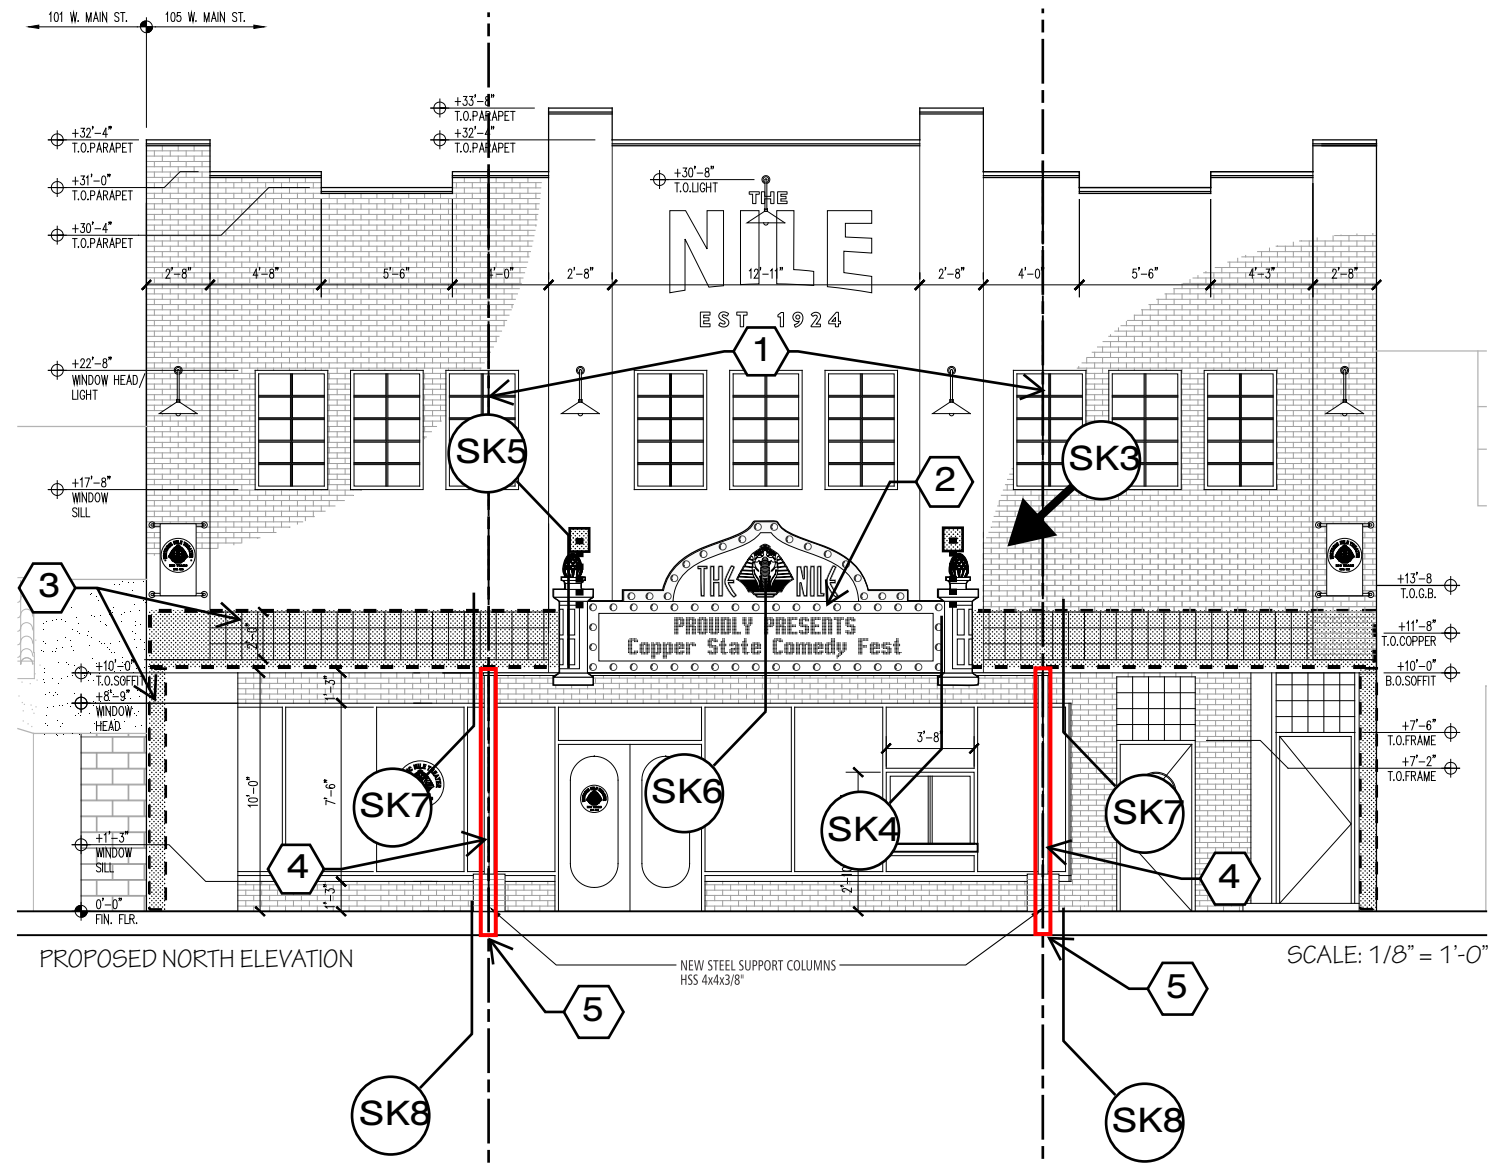 101 W. MAIN ST.
105 W. MAIN ST.
+33'-8"
T.O.PARAPET
+32'-4"
T.O.PARAPET
+32'-4"
T.O.PARAPET
+31'-0"
T.O.PARAPET
+30'-4"
T.O.PARAPET
+30'-8"
T.O.LIGHT
THE
NILE
EST 1924
2'-8"
4'-8"
5'-6"
4'-0"
2'-8"
12'-11"
2'-8"
4'-0"
5'-6"
4'-3"
2'-8"
1
+22'-8"
WINDOW HEAD/
LIGHT
SK5
SK3
2
+17'-8"
WINDOW
SILL
3
THE NILE
PROUDLY PRESENTS
Copper State Comedy Fest
+13'-8
T.O.G.B.
+11'-8"
T.O.COPPER
+10'-0"
B.O.SOFFIT
2'-0"
+10'-0"
T.O.SOFFIT
1'-3"
+8'-9"
WINDOW
HEAD
3'-8"
+7'-6"
T.O.FRAME
+7'-2"
T.O.FRAME
10'-0"
7'-6"
SK7
SK6
SK4
SK7
+1'-3"
WINDOW
SILL
4
4
1'-3"
0'-0"
FIN. FLR.
PROPOSED NORTH ELEVATION
SCALE: 1/8" = 1'-0"
NEW STEEL SUPPORT COLUMNS
HSS 4x4x3/8"
5
5
SK8
SK8